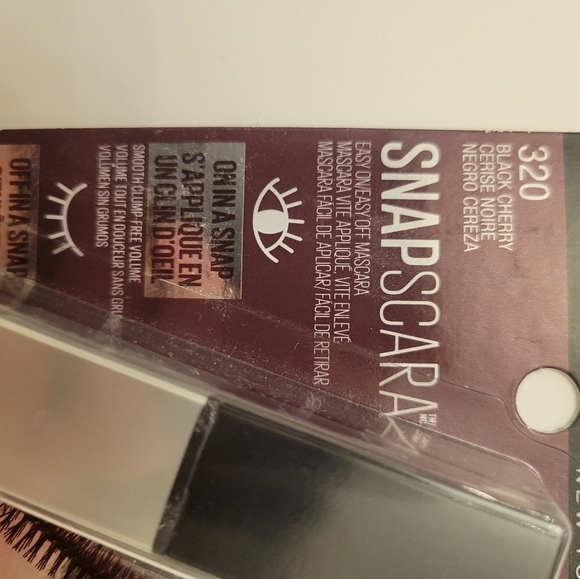 320
BLACK CHERRY
CERISE NOIRE
NEGRO CEREZA
SNAPSCARA
EASY ON/EASY OFF MASCARA
MASCARA VITE APPLIQUÉ, VITE ENLEVÉ
MASCARA FÁCIL DE APLICAR/ FÁCIL DE RETIRAR
ON IN A SNAP
S'APPLIQUE EN
UN CLIN D'OEIL
SMOOTH CLUMP-FREE VOLUME
VOLUME TOUT EN DOUCEUR SANS
VOLUMEN SIN GRUMOS
OFF IN A SNAP